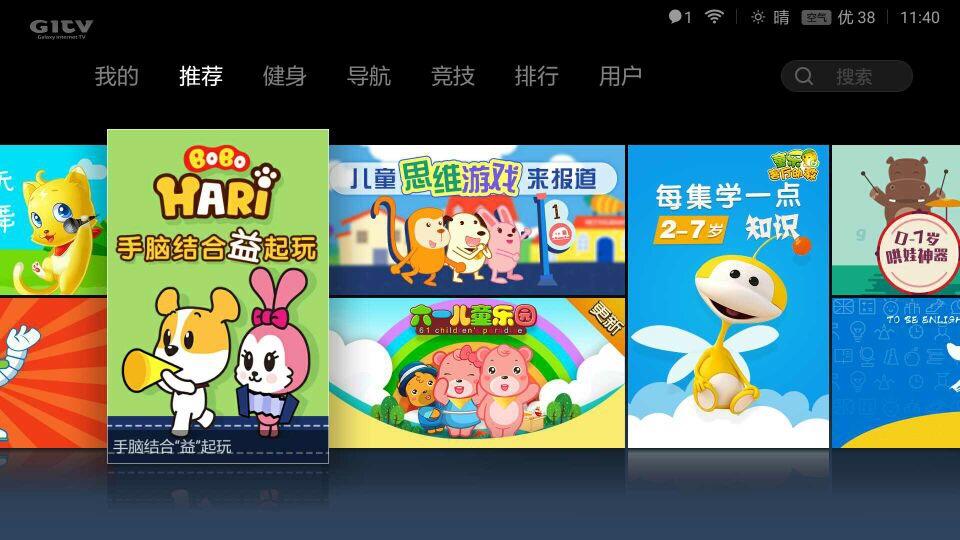 GITV
Galaxy Internet TV
1
晴
空气
优 38
11:40
我的
推荐
健身
导航
竞技
排行
用户
搜索
BOBO
HARI
手脑结合益起玩
手脑结合“益”起玩
儿童思维游戏来报道
1
六一儿童乐园
61 children's paradise
更新
每集学一点
2-7岁 知识
0-7岁
哄娃神器
TO BE ENLIGH